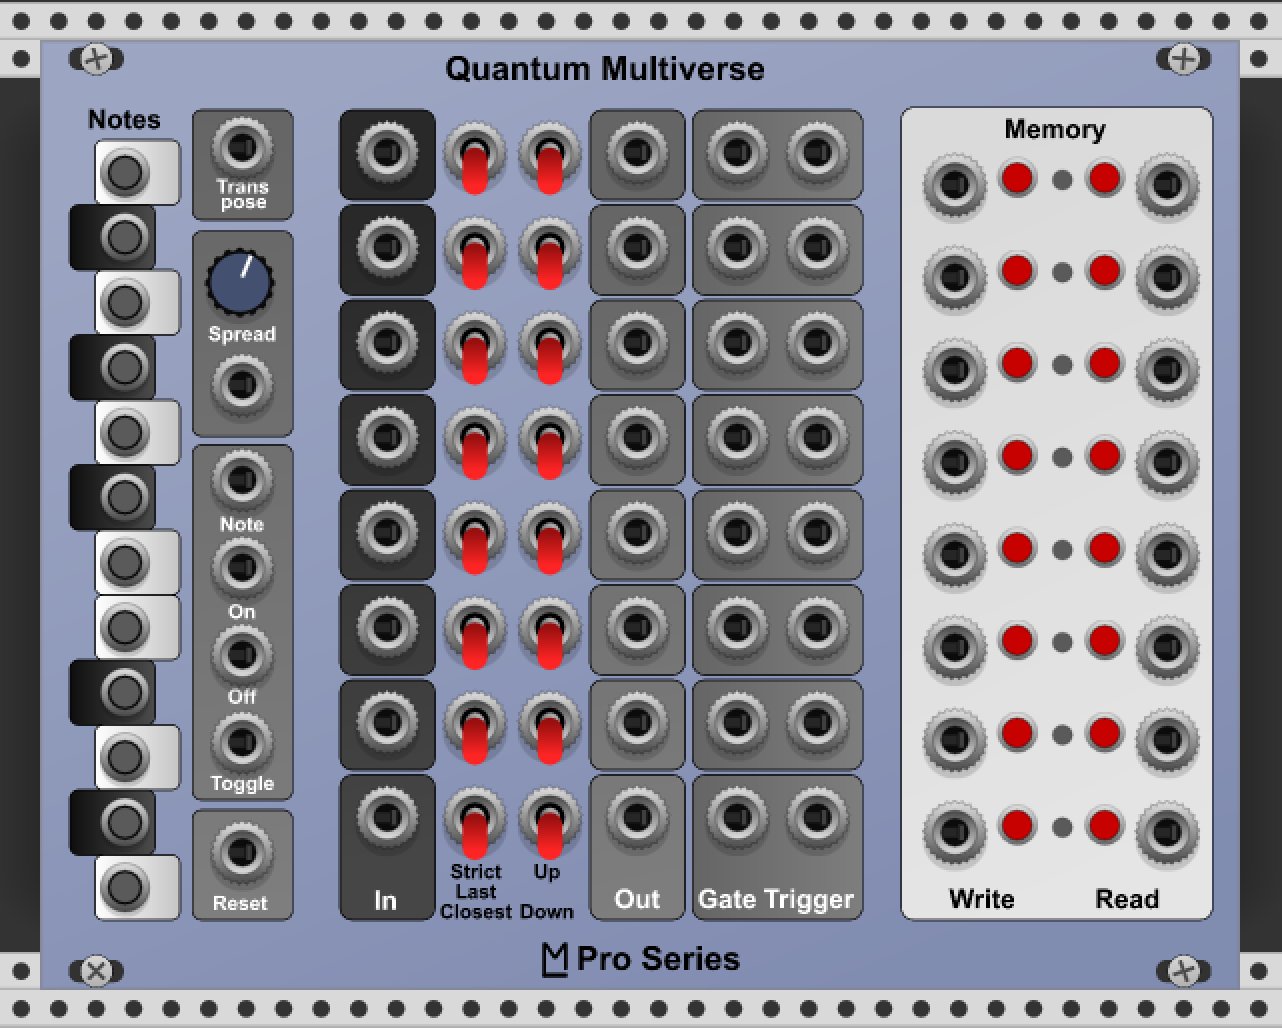 Quantum Multiverse
Notes
Trans
pose
Spread
Note
On
Off
Toggle
Reset
In
Strict
Last
Closest
Up
Down
Out
Gate Trigger
Memory
Write Read
Pro Series